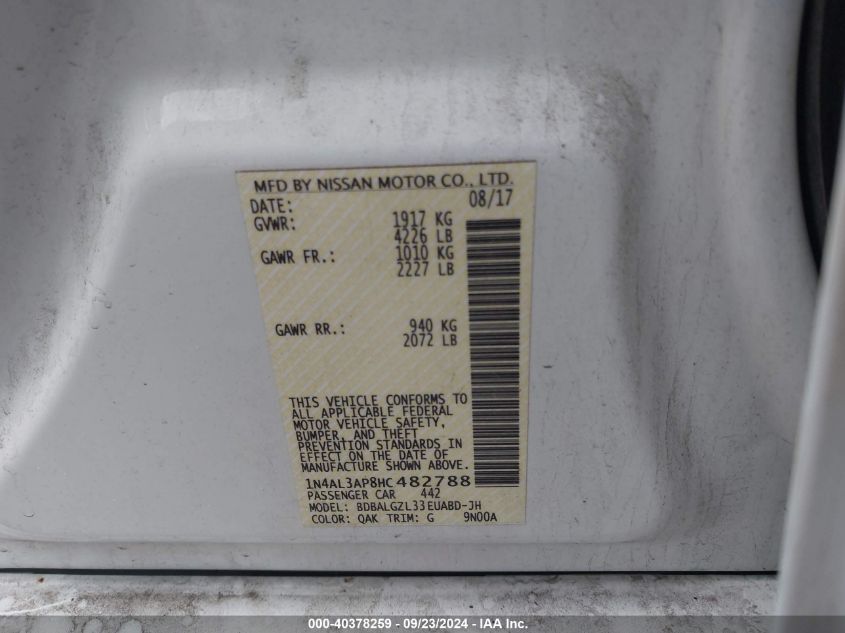 MFD BY NISSAN MOTOR CO., LTD.
DATE: 08/17
GVWR: 1917 KG
4226 LB
GAWR FR.: 1010 KG
2227 LB
GAWR RR.: 940 KG
2072 LB
THIS VEHICLE CONFORMS TO
ALL APPLICABLE FEDERAL
MOTOR VEHICLE SAFETY,
BUMPER, AND THEFT
PREVENTION STANDARDS IN
EFFECT ON THE DATE OF
MANUFACTURE SHOWN ABOVE.
1N4AL3AP8HC482788
PASSENGER CAR 442
MODEL: BDBALGZL33EUABD-JH
COLOR: QAK TRIM: G 9N00A
000-40378259 - 09/23/2024 - IAA Inc.